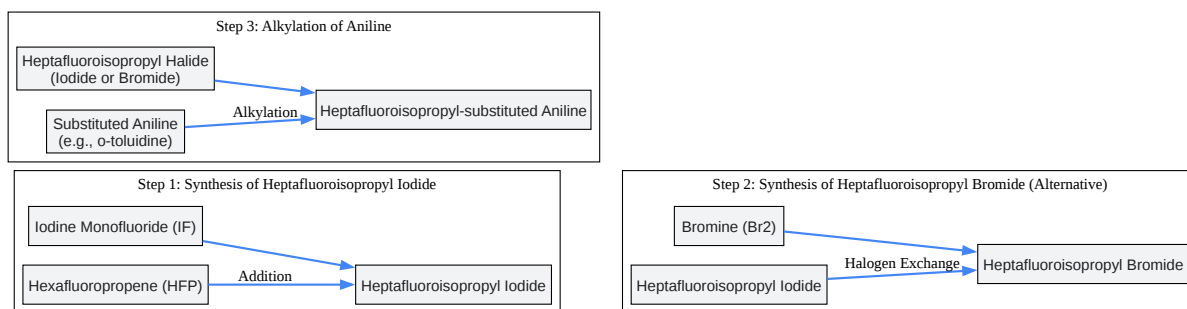 Step 3: Alkylation of Aniline
Heptafluoroisopropyl Halide
(Iodide or Bromide)
Heptafluoroisopropyl-substituted Aniline
Alkylation
Substituted Aniline
(e.g., o-toluidine)
Step 1: Synthesis of Heptafluoroisopropyl Iodide
Iodine Monofluoride (IF)
Addition
Hexafluoropropene (HFP)
Heptafluoroisopropyl Iodide
Step 2: Synthesis of Heptafluoroisopropyl Bromide (Alternative)
Bromine (Br2)
Halogen Exchange
Heptafluoroisopropyl Bromide
Heptafluoroisopropyl Iodide